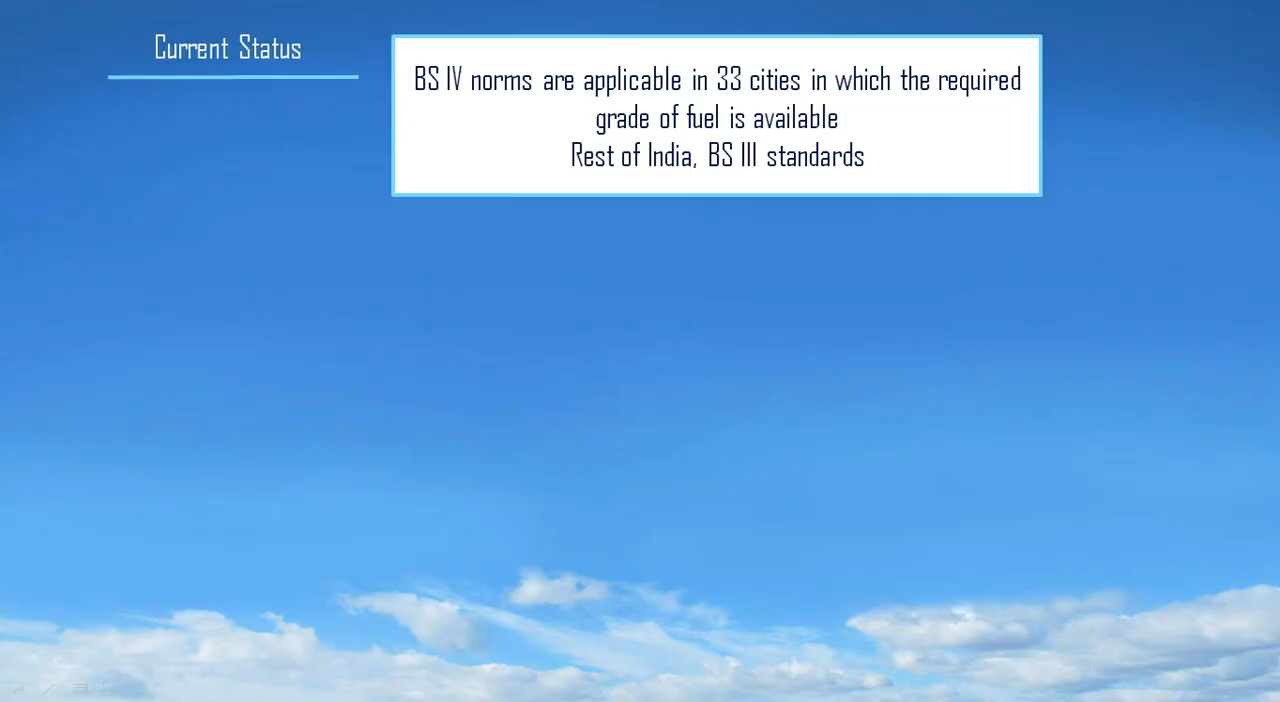 Current Status
BS IV norms are applicable in 33 cities in which the required
grade of fuel is available
Rest of India, BS III standards